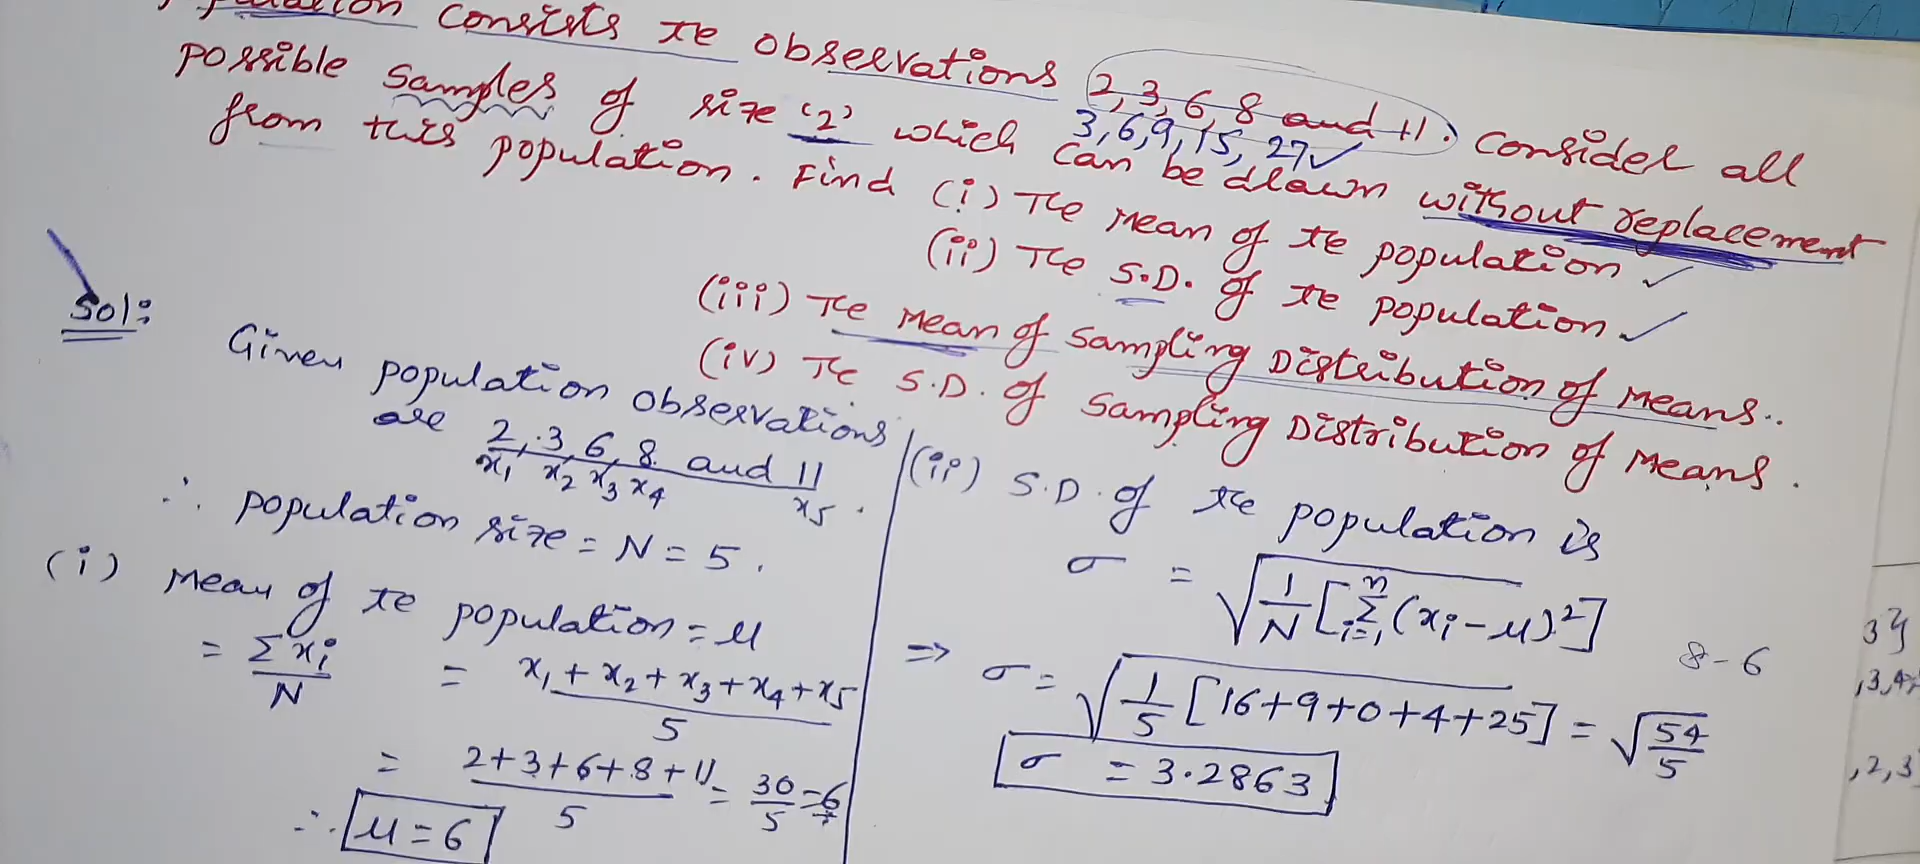 consists the observations 2, 3, 6, 8 and 11. Consider all
3, 6, 9, 15, 27✓
possible samples of size '2' which can be drawn without replacement
from this population. Find (i) The Mean of the population ✓
(ii) The S.D. of the population ✓
(iii) The Mean of Sampling Distribution of Means..
(iv) The S.D. of Sampling Distribution of Means.
Sol:
Given population observations
are 2, 3, 6, 8 and 11
x1 x2 x3 x4 x5.
∴ population size = N = 5.
(i) Mean of the population = μ
= Σxi/N = (x1 + x2 + x3 + x4 + x5)/5
= (2+3+6+8+11)/5 = 30/5 = 6
∴ μ = 6
(ii) S.D. of the population is
σ = √(1/N [Σ i=1 n (xi - μ)²])
8-6
⇒ σ = √(1/5 [16+9+0+4+25]) = √(54/5)
σ = 3.2863
,2,3